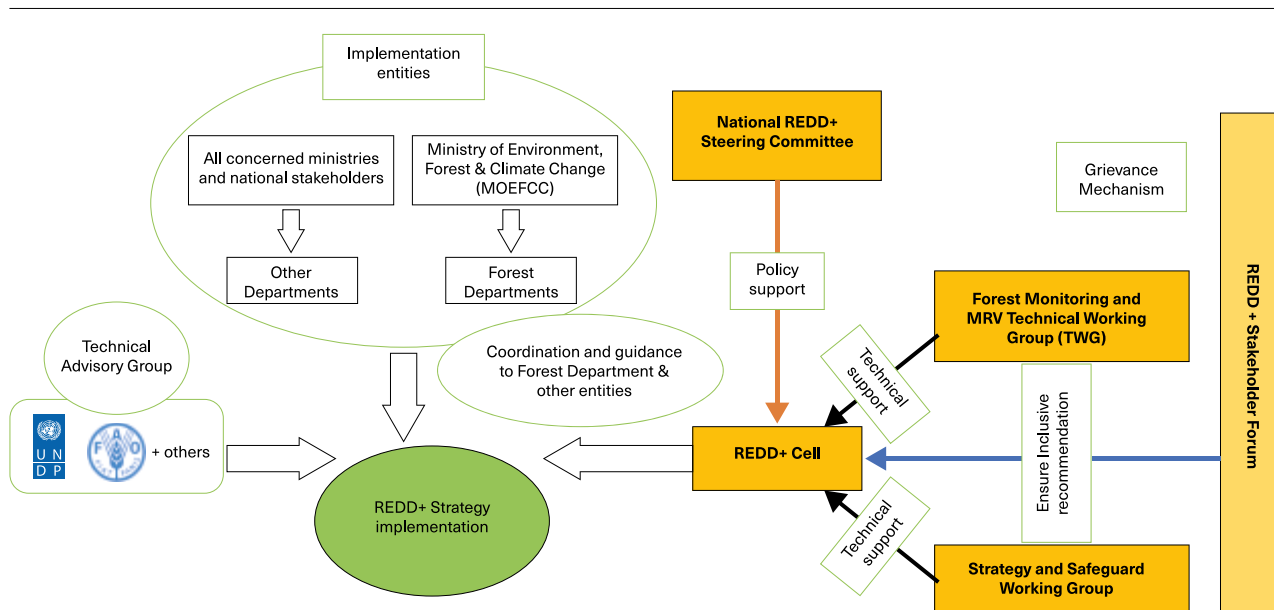 Implementation
entities
All concerned ministries
and national stakeholders
Ministry of Environment,
Forest & Climate Change
(MOEFCC)
Other
Departments
Forest
Departments
National REDD+
Steering Committee
Policy
support
Grievance
Mechanism
REDD + Stakeholder
Forum
Forest Monitoring and
MRV Technical Working
Group (TWG)
Technical
support
Technical
Advisory Group
Coordination and guidance
to Forest Department &
other entities
U N
D P
F A O
FIAT PANIS
+ others
REDD+ Strategy
implementation
REDD+ Cell
Ensure Inclusive
recommendation
Technical
support
Strategy and Safeguard
Working Group